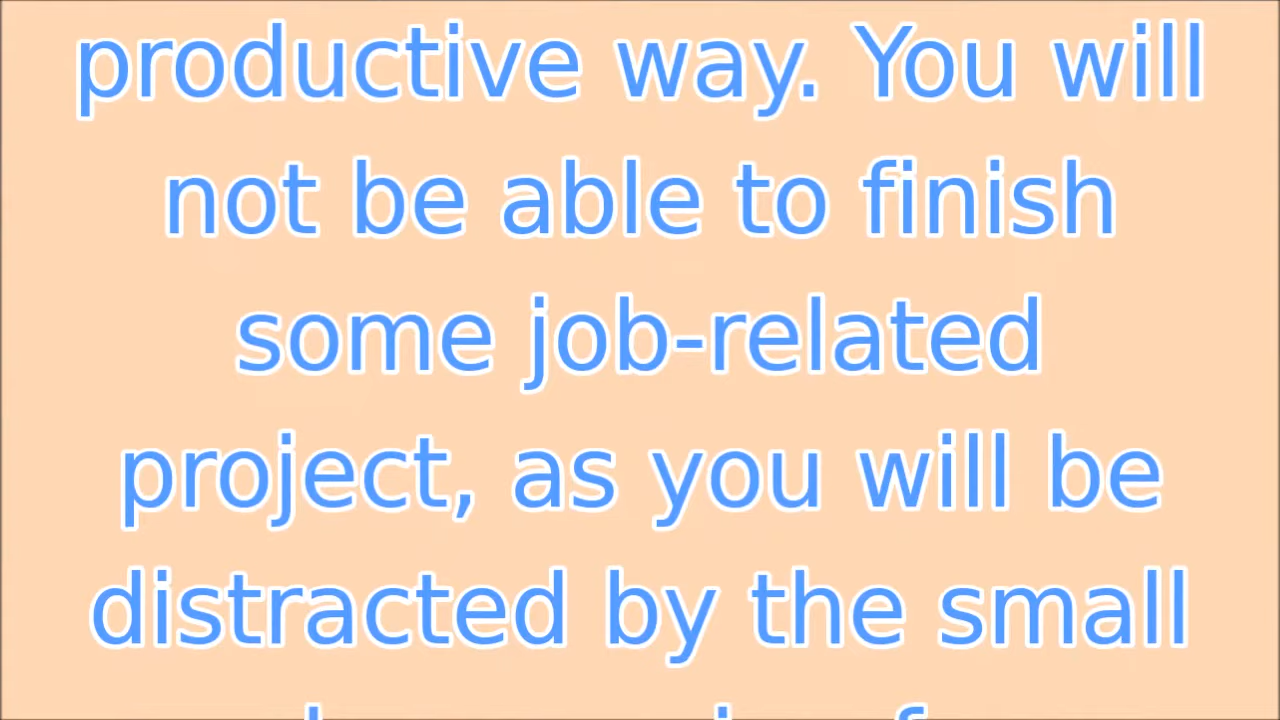 productive way. You will
not be able to finish
some job-related
project, as you will be
distracted by the small